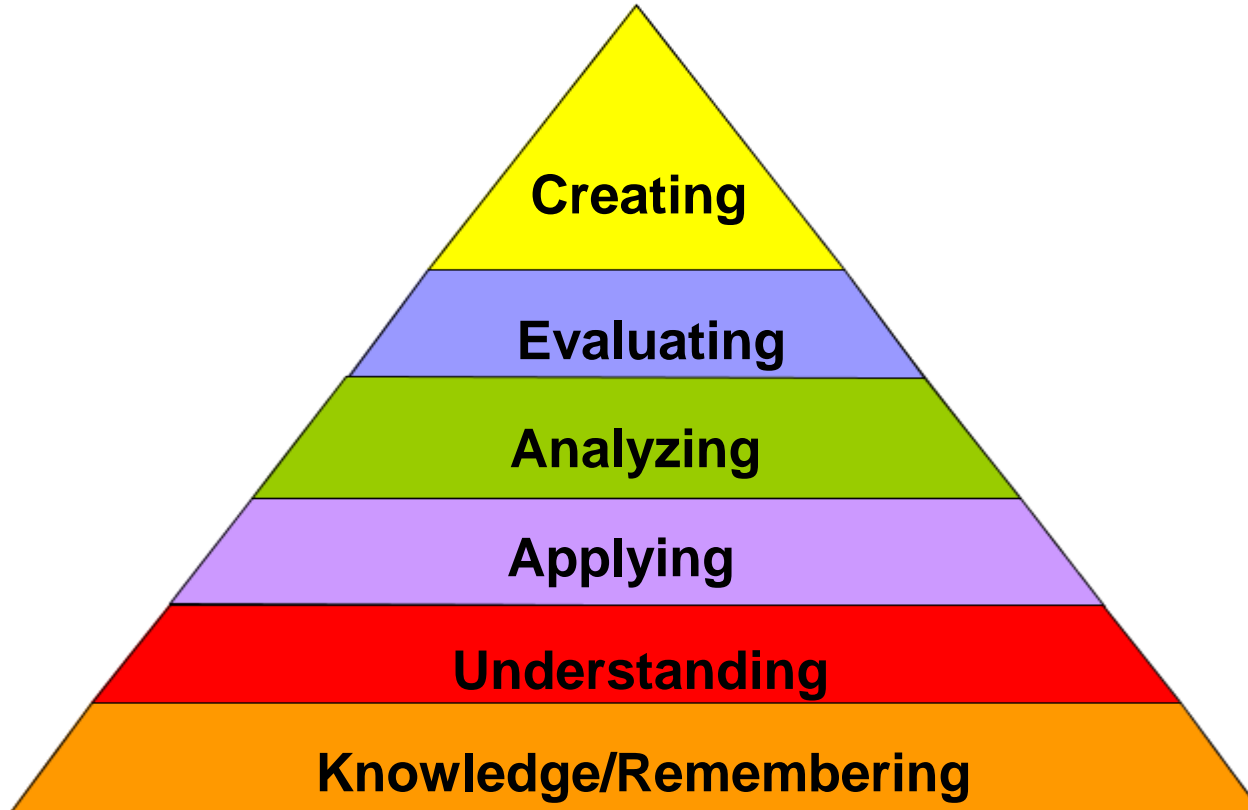 Creating
Evaluating
Analyzing
Applying
Understanding
Knowledge/Remembering